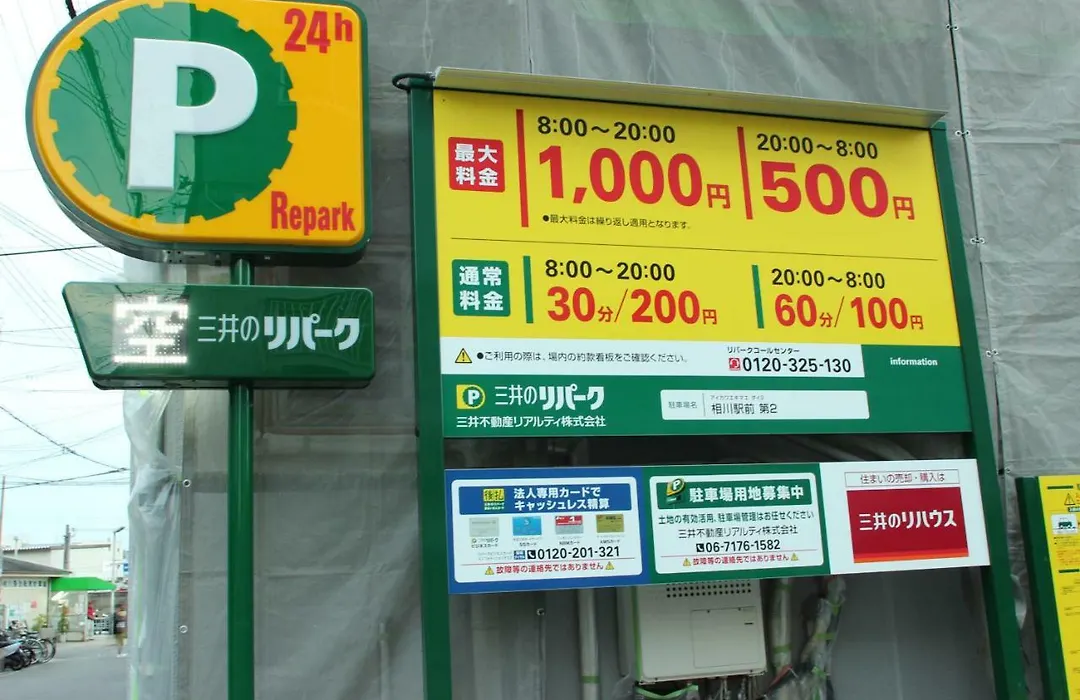 24h
P
Repark
空
三井のリパーク
最大
料金
8:00～20:00
1,000円
20:00～8:00
500円
●最大料金は繰り返し適用となります。
通常
料金
8:00～20:00
30分/200円
20:00～8:00
60分/100円
●ご利用の際は、場内の約款看板をご確認ください。
リパークコールセンター
0120-325-130
information
P 三井のリパーク
三井不動産リアルティ株式会社
駐車場名
相川駅前 第2
後払
法人専用カードで
キャッシュレス精算
0120-201-321
故障等の連絡先ではありません
P
駐車場用地募集中
土地の有効活用、駐車場管理はお任せください
三井不動産リアルティ株式会社
06-7176-1582
故障等の連絡先ではありません
住まいの売却・購入は
三井のリハウス